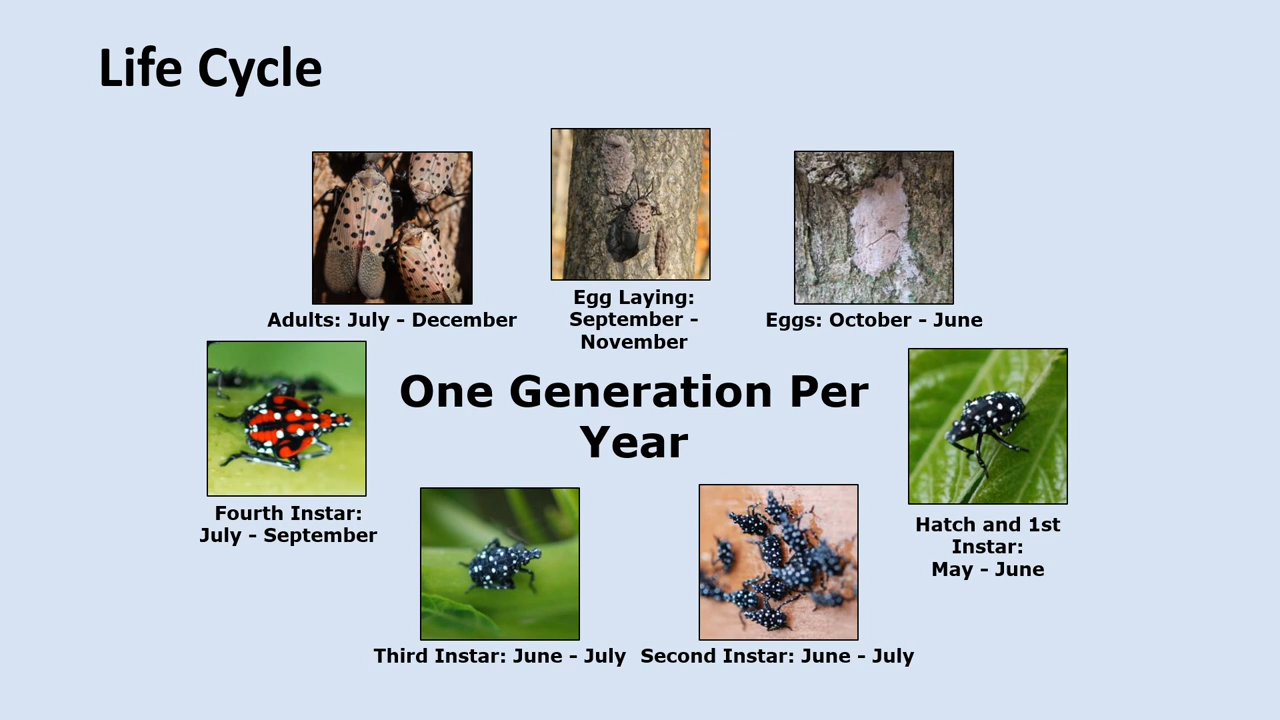 Life Cycle
Adults: July - December
Egg Laying:
September -
November
Eggs: October - June
One Generation Per
Year
Fourth Instar:
July - September
Hatch and 1st
Instar:
May - June
Third Instar: June - July
Second Instar: June - July